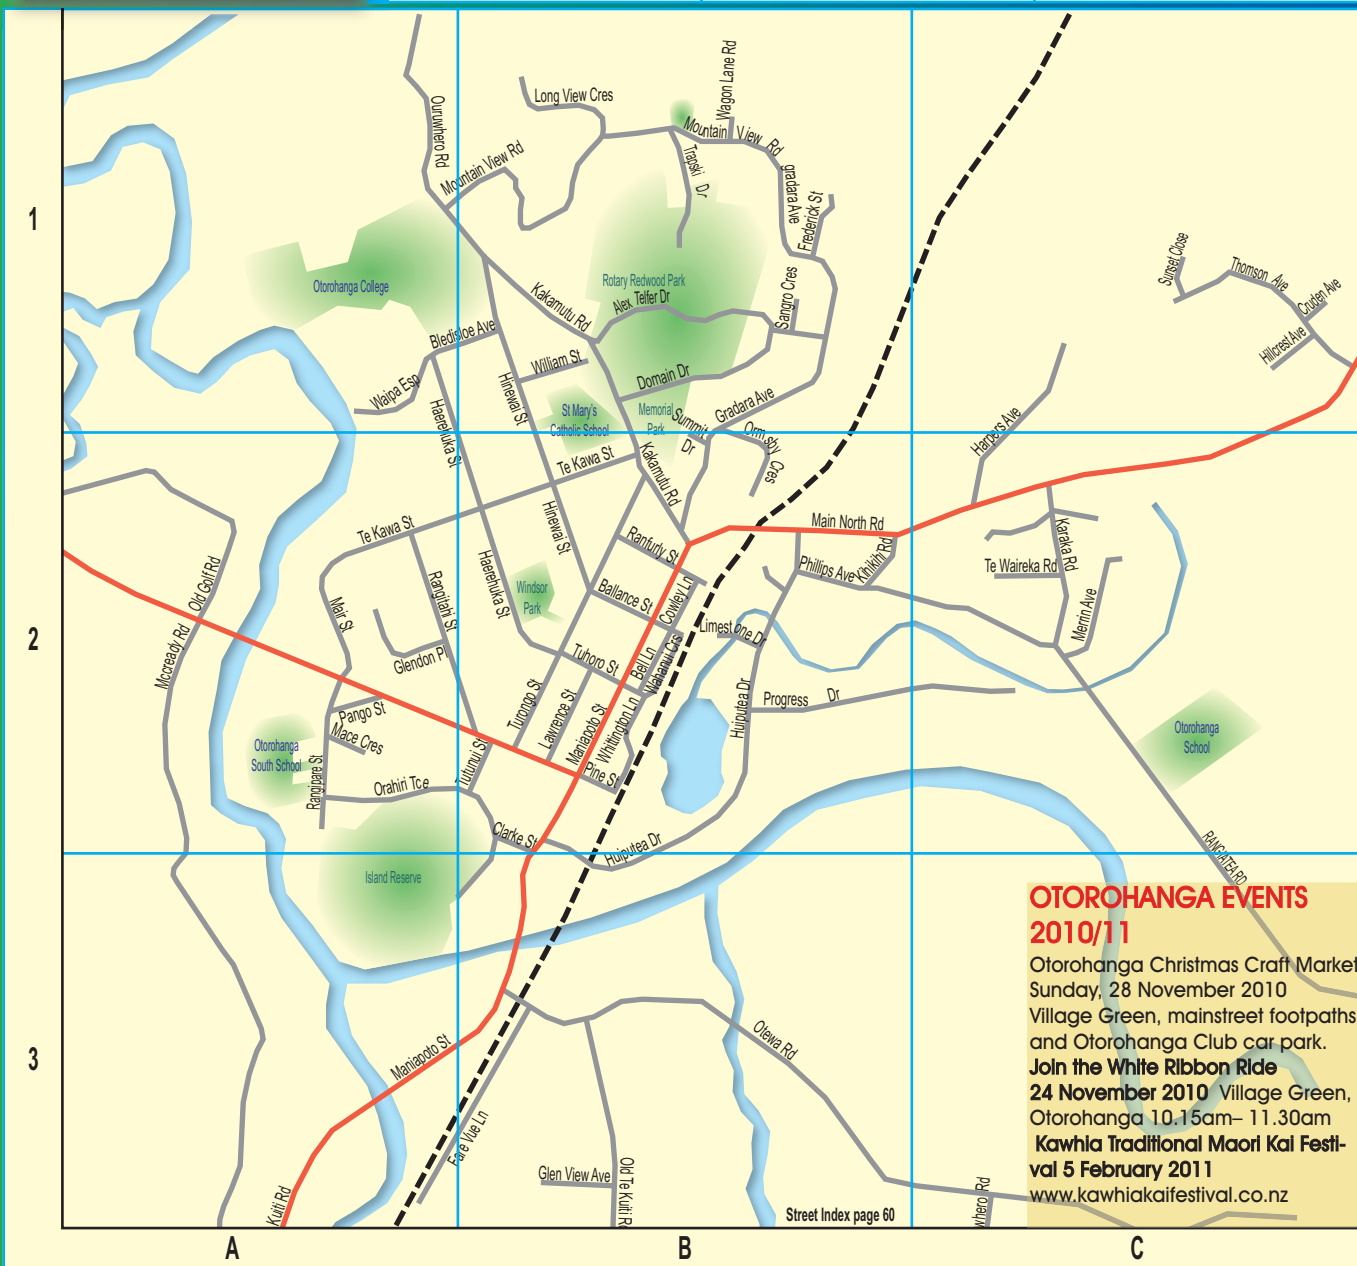 Wagon Lane Rd
Long View Cres
Ouruwhero Rd
Mountain View Rd
Mountain View Rd
Trapski Dr
gradara Ave
Frederick St
1
Sunset Close
Thomson Ave
Cruden Ave
Hillcrest Ave
Otorohanga College
Rotary Redwood Park
Kakamutu Rd
Alex Telfer Dr
Sangro Cres
Bledisloe Ave
William St
Waipa Esp
Hinewai St
Domain Dr
Haerehuka St
St Mary's
Catholic School
Memorial
Park
Summit
Dr
Gradara Ave
Ormsby Cres
Harpers Ave
Te Kawa St
Kakamutu Rd
Te Kawa St
Hinewai St
Main North Rd
Old Golf Rd
Haerehuka St
Ranfurly St
Phillips Ave
Kihikihi Rd
Te Waireka Rd
Karaka Rd
Rangitahi St
Windsor
Park
Ballance St
Cowley Ln
Mair St
Merrin Ave
Limestone Dr
2
Mccready Rd
Glendon Pl
Tuhoro St
Bell Ln
Wahanui Crs
Turongo St
Lawrence St
Maniapoto St
Whittington Ln
Huiputea Dr
Progress Dr
Pango St
Mace Cres
Otorohanga
South School
Otorohanga
School
Rangipare St
Orahiri Tce
Tutunui St
Pine St
Clarke St
Huiputea Dr
RANGIATEA RD
Island Reserve
OTOROHANGA EVENTS
2010/11
Otorohanga Christmas Craft Market
Sunday, 28 November 2010
Village Green, mainstreet footpaths
and Otorohanga Club car park.
Join the White Ribbon Ride
24 November 2010 Village Green,
Otorohanga 10.15am– 11.30am
Kawhia Traditional Maori Kai Festi-
val 5 February 2011
www.kawhiakaifestival.co.nz
3
Maniapoto St
Otewa Rd
Fare Vue Ln
Glen View Ave
Old Te Kuiti R
Kuiti Rd
whero Rd
Street Index page 60
A
B
C